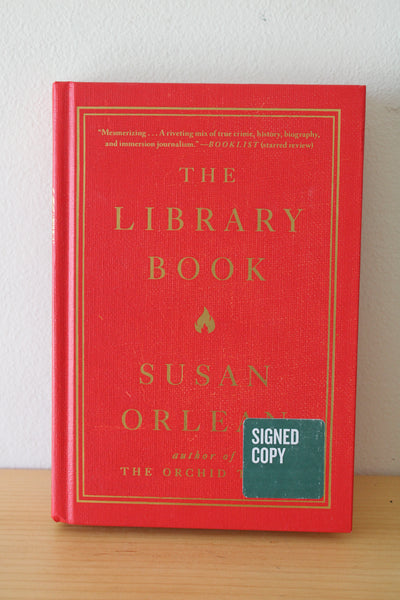 "Mesmerizing . . . A riveting mix of true crime, history, biography,
and immersion journalism." —BOOKLIST (starred review)
THE
LIBRARY
BOOK
SUSAN
ORLEAN
author of
THE ORCHID
SIGNED
COPY